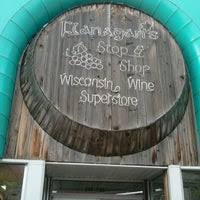 Flanagan's
Stop &
Shop
Wisconsin Wine
Superstore